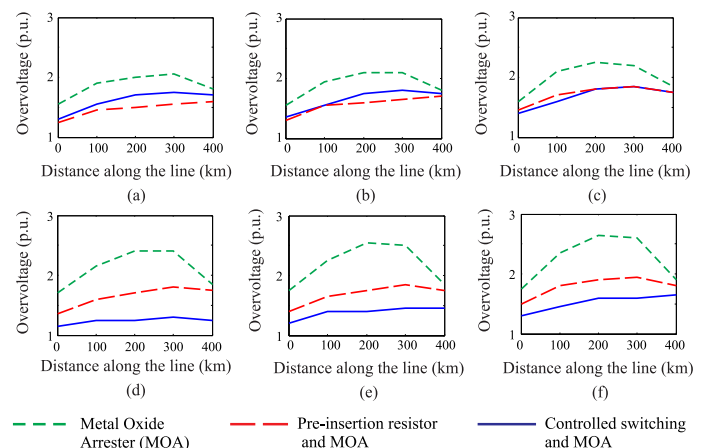 Overvoltage (p.u.)
3
2
1
0 100 200 300 400
Distance along the line (km)
(a)
Overvoltage (p.u.)
3
2
1
0 100 200 300 400
Distance along the line (km)
(b)
Overvoltage (p.u.)
3
2
1
0 100 200 300 400
Distance along the line (km)
(c)
Overvoltage (p.u.)
3
2
1
0 100 200 300 400
Distance along the line (km)
(d)
Overvoltage (p.u.)
3
2
1
0 100 200 300 400
Distance along the line (km)
(e)
Overvoltage (p.u.)
3
2
1
0 100 200 300 400
Distance along the line (km)
(f)
Metal Oxide
Arrester (MOA)
Pre-insertion resistor
and MOA
Controlled switching
and MOA